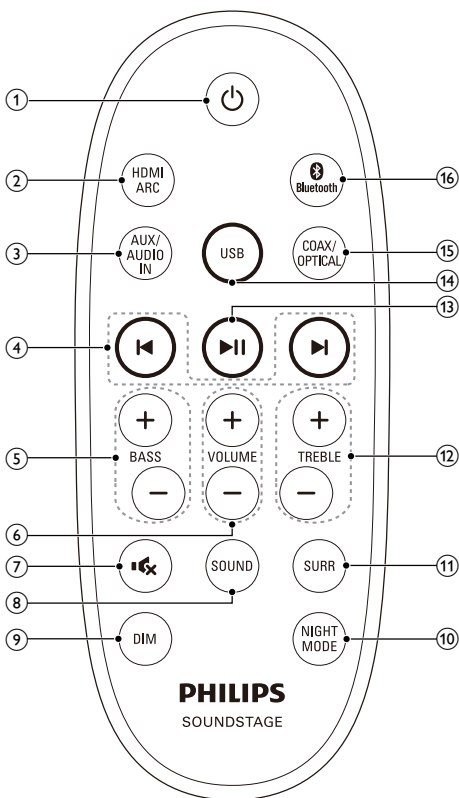 1
2
HDMI
ARC
Bluetooth
16
3
AUX/
AUDIO
IN
USB
COAX/
OPTICAL
15
14
13
4
5
BASS
VOLUME
TREBLE
12
6
7
SOUND
SURR
11
8
9
DIM
NIGHT
MODE
10
PHILIPS
SOUNDSTAGE